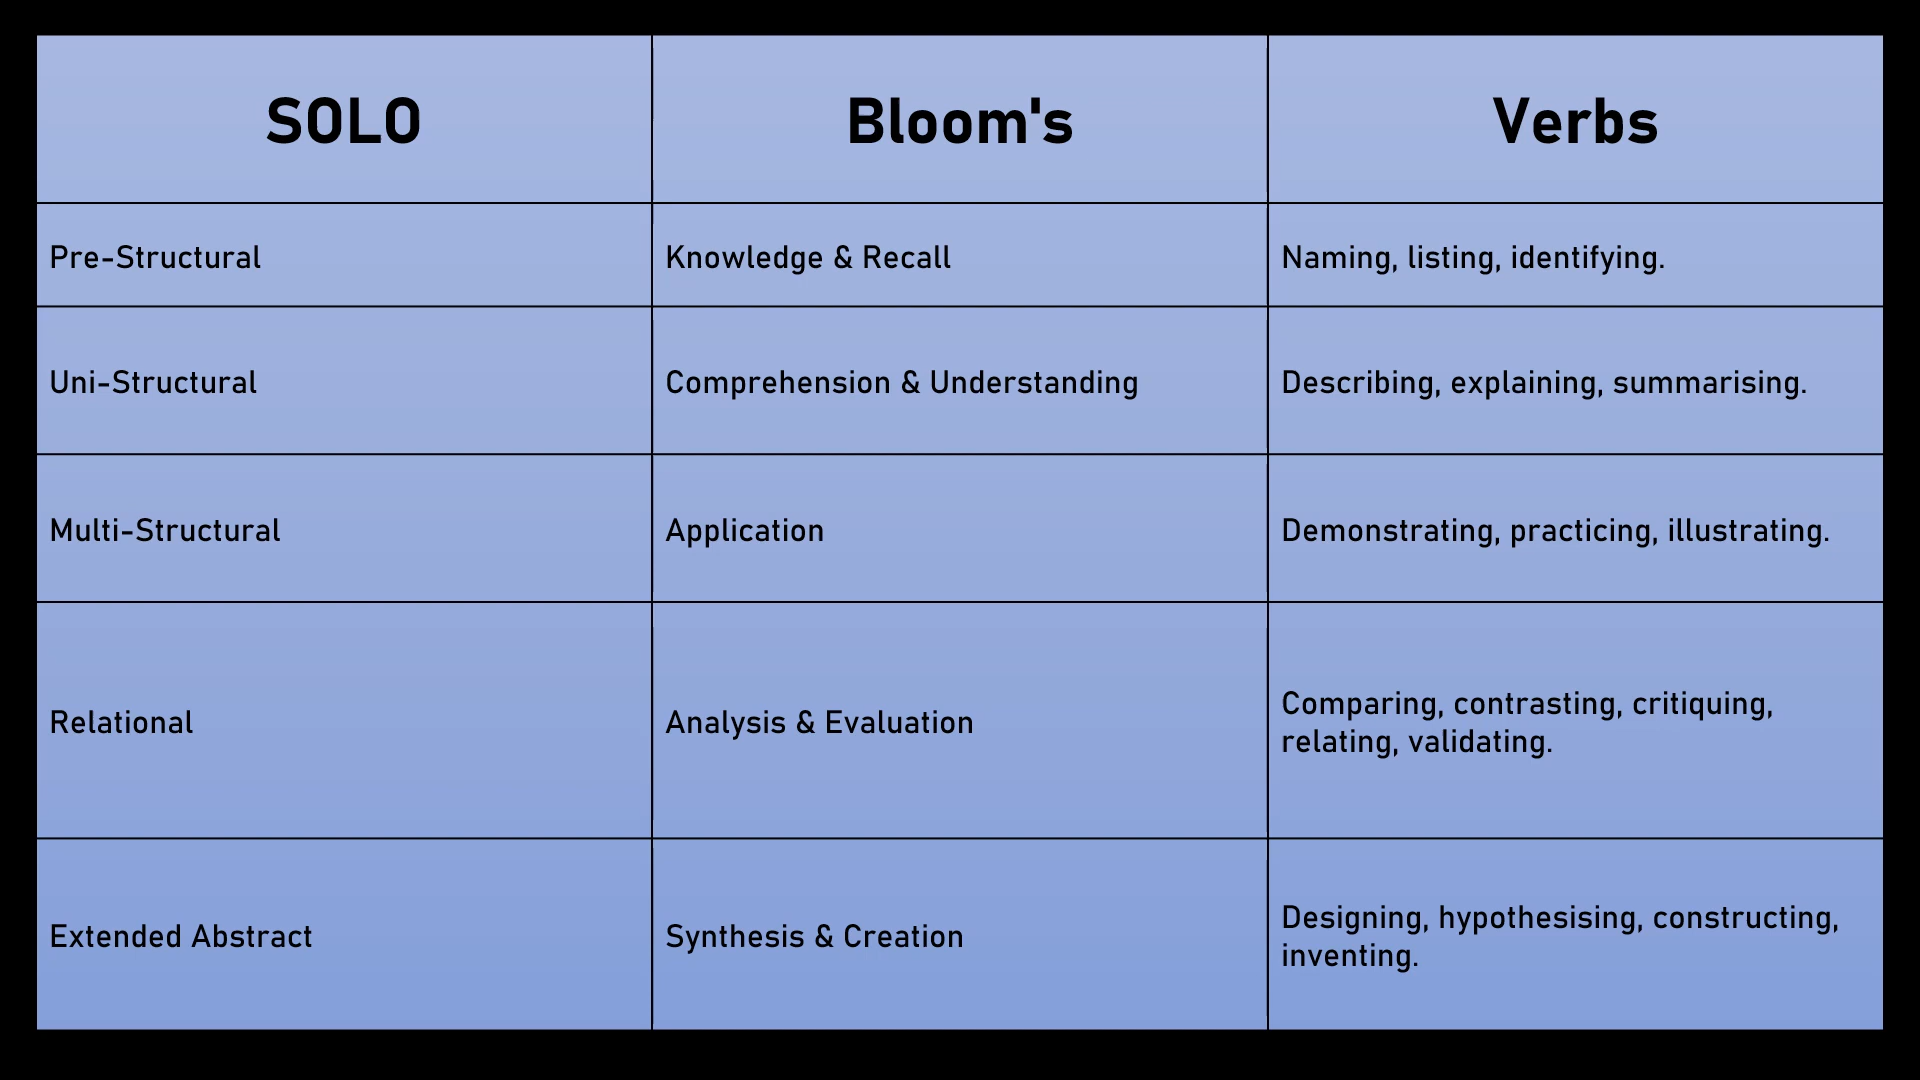 SOLO
Bloom's
Verbs
Pre-Structural
Knowledge & Recall
Naming, listing, identifying.
Uni-Structural
Comprehension & Understanding
Describing, explaining, summarising.
Multi-Structural
Application
Demonstrating, practicing, illustrating.
Relational
Analysis & Evaluation
Comparing, contrasting, critiquing,
relating, validating.
Extended Abstract
Synthesis & Creation
Designing, hypothesising, constructing,
inventing.